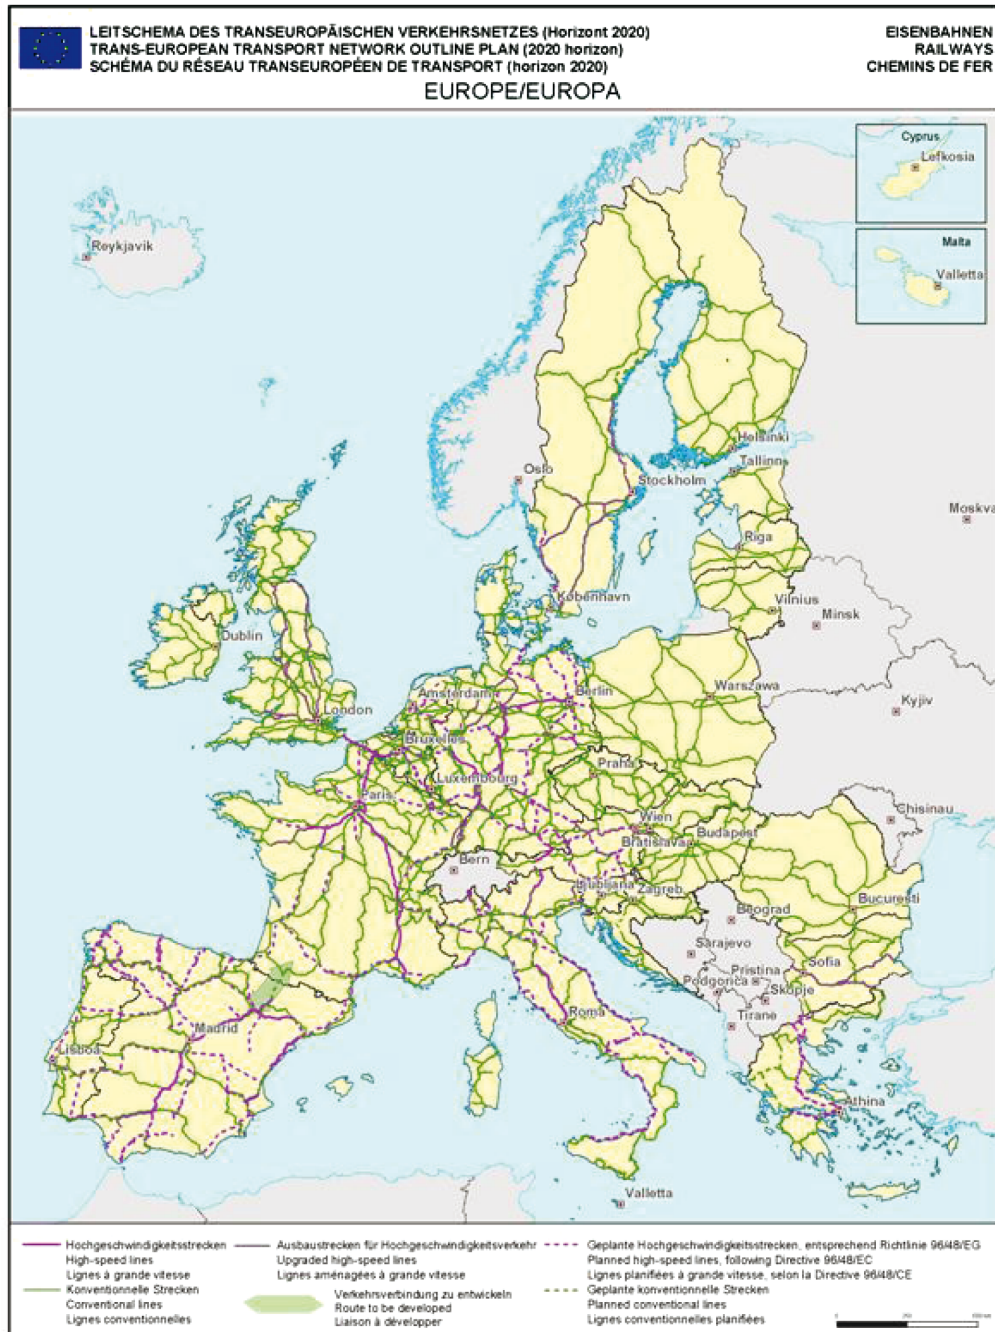 LEITSCHEMA DES TRANSEUROPÄISCHEN VERKEHRSNETZES (Horizont 2020)
TRANS-EUROPEAN TRANSPORT NETWORK OUTLINE PLAN (2020 horizon)
SCHÉMA DU RÉSEAU TRANSEUROPÉEN DE TRANSPORT (horizon 2020)
EISENBAHNEN
RAILWAYS
CHEMINS DE FER
EUROPE/EUROPA
Cyprus
Lefkosia
Malta
Valletta
Reykjavik
Helsinki
Oslo
Tallinn
Stockholm
Moskva
Riga
København
Vilnius
Minsk
Dublin
Amsterdam
Berlin
Warszawa
London
Kyjiv
Bruxelles
Praha
Luxembourg
Paris
Chisinau
Wien
Budapest
Bratislava
Bern
Ljubljana
Zagreb
Bucuresti
Beograd
Sarajevo
Sofia
Pristina
Podgorica
Skopje
Roma
Tirane
Madrid
Lisboa
Athina
Valletta
Hochgeschwindigkeitsstrecken
High-speed lines
Lignes à grande vitesse
Konventionelle Strecken
Conventional lines
Lignes conventionnelles
Ausbaustrecken für Hochgeschwindigkeitsverkehr
Upgraded high-speed lines
Lignes aménagées à grande vitesse
Verkehrsverbindung zu entwickeln
Route to be developed
Liaison à développer
Geplante Hochgeschwindigkeitsstrecken, entsprechend Richtlinie 96/48/EG
Planned high-speed lines, following Directive 96/48/EC
Lignes planifiées à grande vitesse, selon la Directive 96/48/CE
Geplante konventionelle Strecken
Planned conventional lines
Lignes conventionnelles planifiées